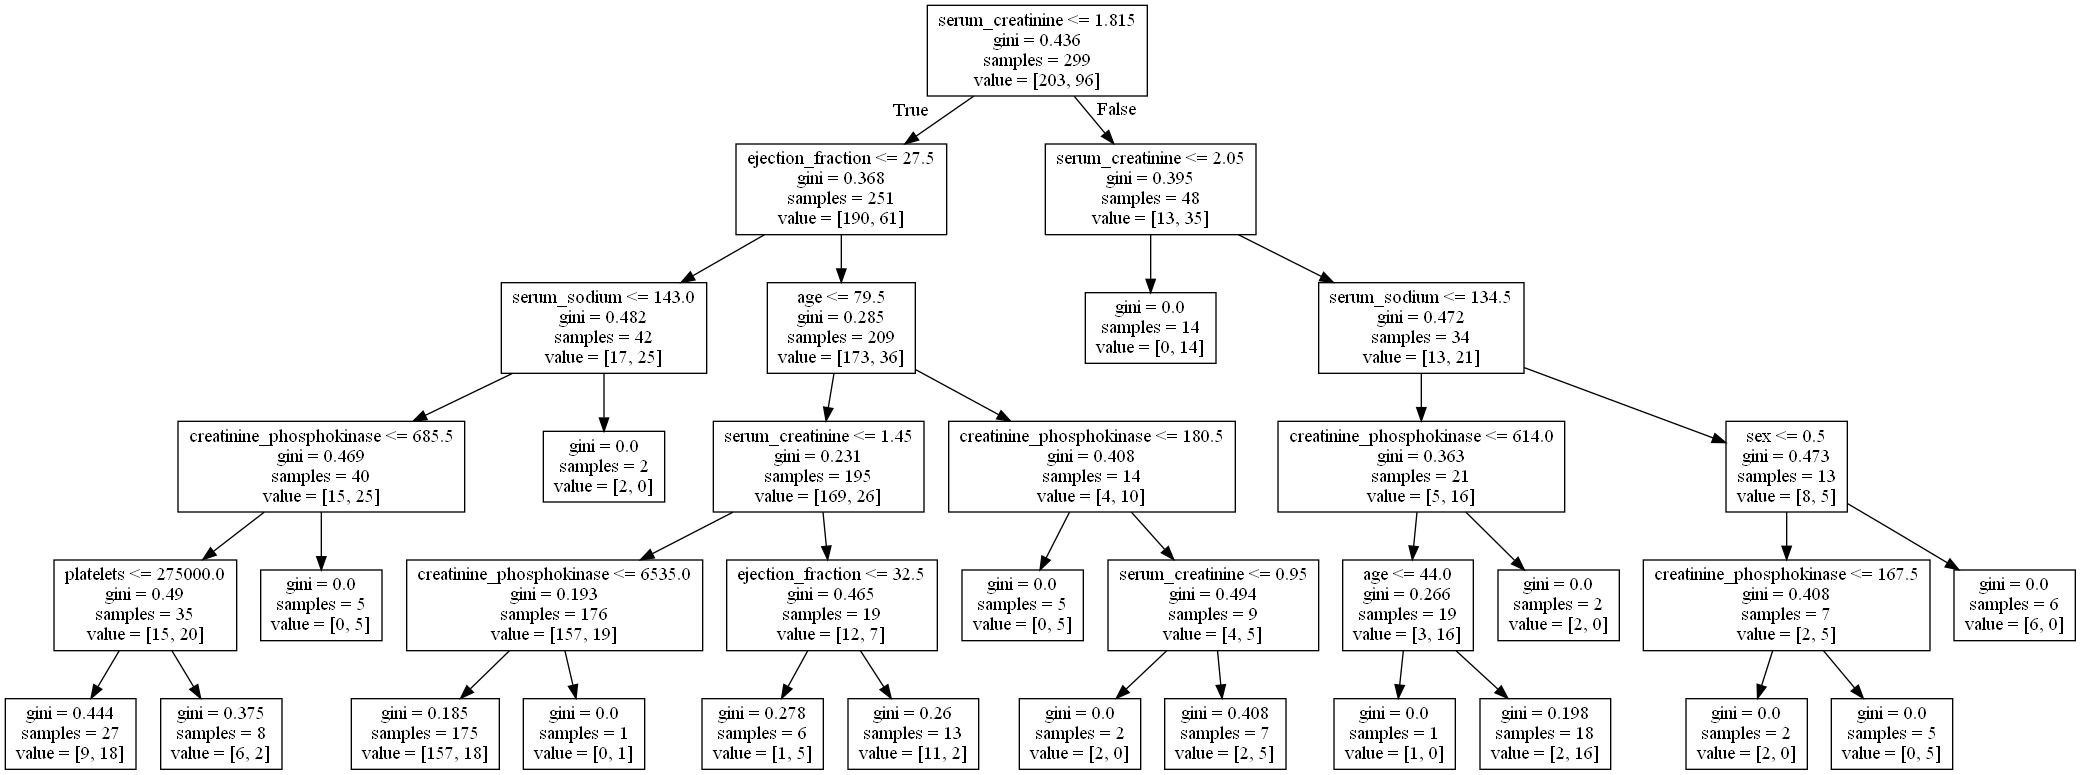 serum_creatinine <= 1.815
gini = 0.436
samples = 299
value = [203, 96]
True
False
ejection_fraction <= 27.5
gini = 0.368
samples = 251
value = [190, 61]
serum_creatinine <= 2.05
gini = 0.395
samples = 48
value = [13, 35]
serum_sodium <= 143.0
gini = 0.482
samples = 42
value = [17, 25]
age <= 79.5
gini = 0.285
samples = 209
value = [173, 36]
gini = 0.0
samples = 14
value = [0, 14]
serum_sodium <= 134.5
gini = 0.472
samples = 34
value = [13, 21]
creatinine_phosphokinase <= 685.5
gini = 0.469
samples = 40
value = [15, 25]
gini = 0.0
samples = 2
value = [2, 0]
serum_creatinine <= 1.45
gini = 0.231
samples = 195
value = [169, 26]
creatinine_phosphokinase <= 180.5
gini = 0.408
samples = 14
value = [4, 10]
creatinine_phosphokinase <= 614.0
gini = 0.363
samples = 21
value = [5, 16]
sex <= 0.5
gini = 0.473
samples = 13
value = [8, 5]
platelets <= 275000.0
gini = 0.49
samples = 35
value = [15, 20]
gini = 0.0
samples = 5
value = [0, 5]
creatinine_phosphokinase <= 6535.0
gini = 0.193
samples = 176
value = [157, 19]
ejection_fraction <= 32.5
gini = 0.465
samples = 19
value = [12, 7]
gini = 0.0
samples = 5
value = [0, 5]
serum_creatinine <= 0.95
gini = 0.494
samples = 9
value = [4, 5]
age <= 44.0
gini = 0.266
samples = 19
value = [3, 16]
gini = 0.0
samples = 2
value = [2, 0]
creatinine_phosphokinase <= 167.5
gini = 0.408
samples = 7
value = [2, 5]
gini = 0.0
samples = 6
value = [6, 0]
gini = 0.444
samples = 27
value = [9, 18]
gini = 0.375
samples = 8
value = [6, 2]
gini = 0.185
samples = 175
value = [157, 18]
gini = 0.0
samples = 1
value = [0, 1]
gini = 0.278
samples = 6
value = [1, 5]
gini = 0.26
samples = 13
value = [11, 2]
gini = 0.0
samples = 2
value = [2, 0]
gini = 0.408
samples = 7
value = [2, 5]
gini = 0.0
samples = 1
value = [1, 0]
gini = 0.198
samples = 18
value = [2, 16]
gini = 0.0
samples = 2
value = [2, 0]
gini = 0.0
samples = 5
value = [0, 5]